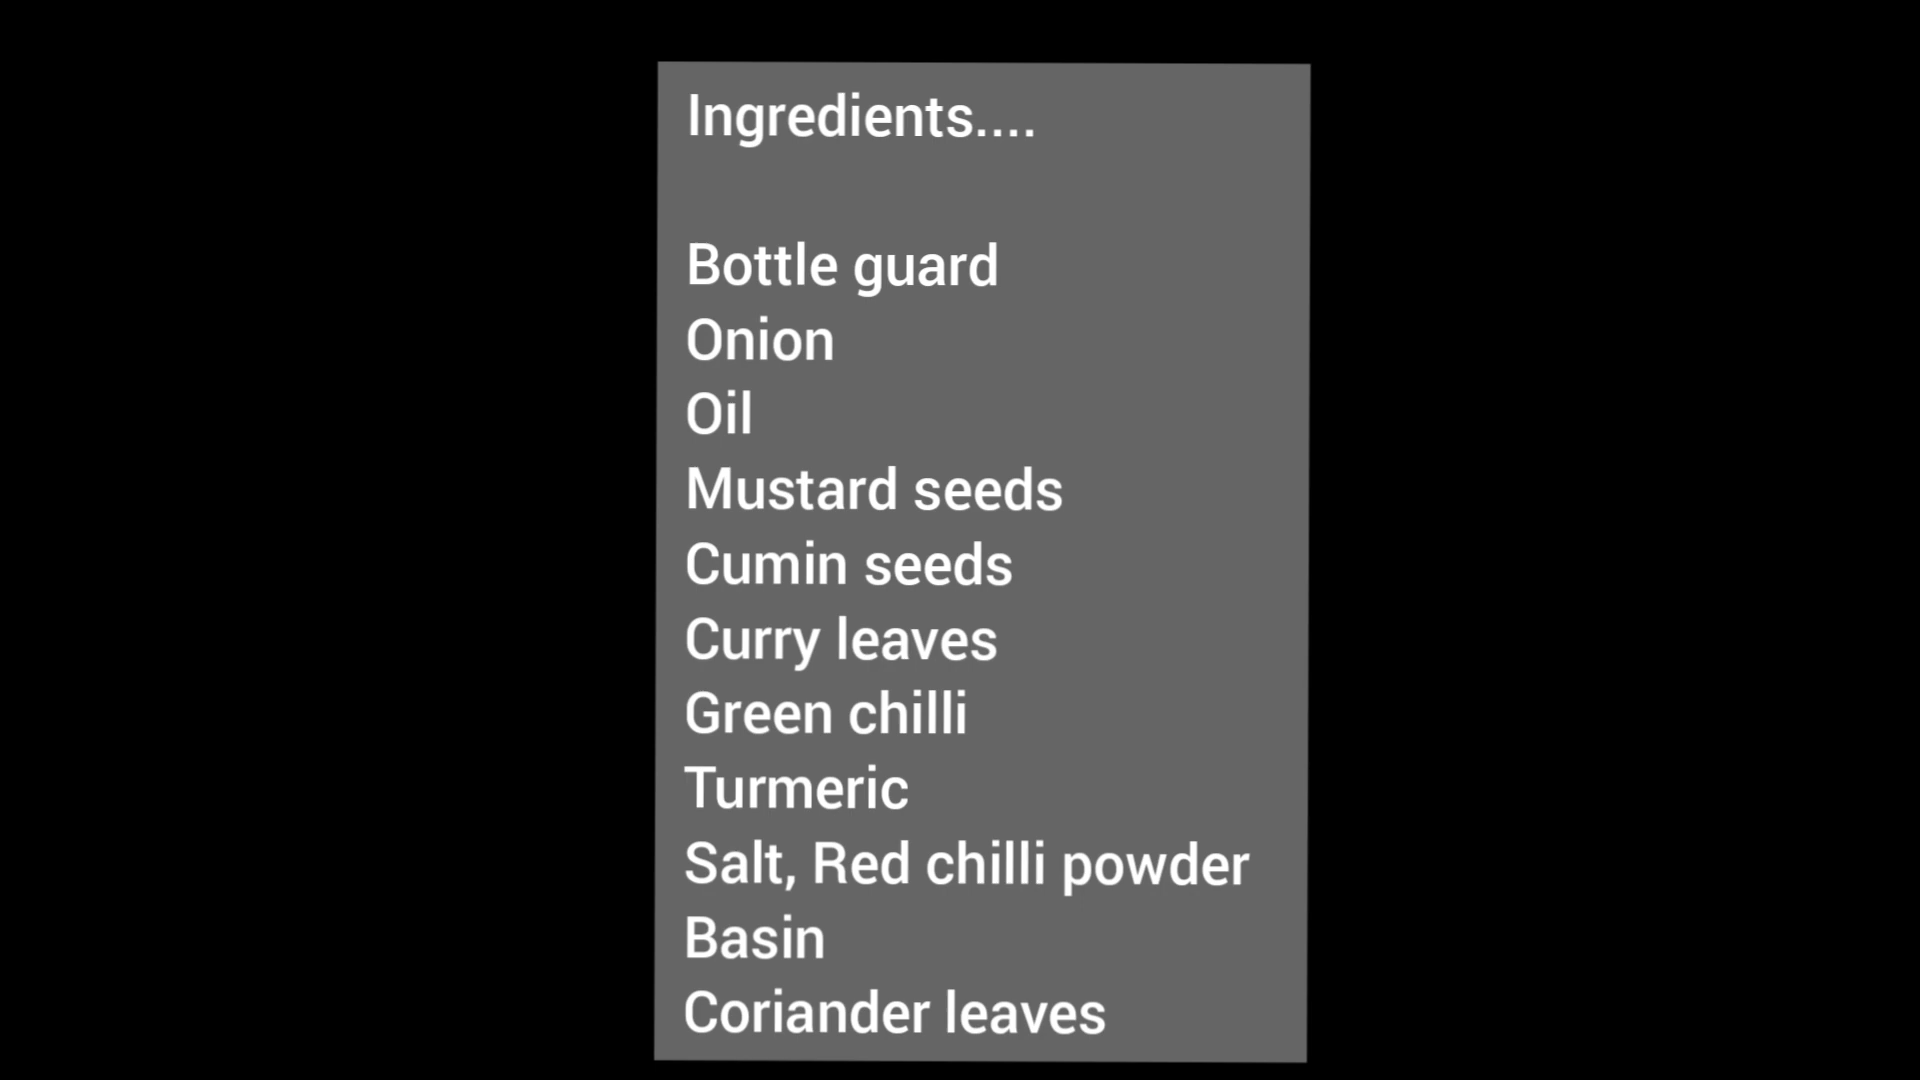 Ingredients....
Bottle guard
Onion
Oil
Mustard seeds
Cumin seeds
Curry leaves
Green chilli
Turmeric
Salt, Red chilli powder
Basin
Coriander leaves